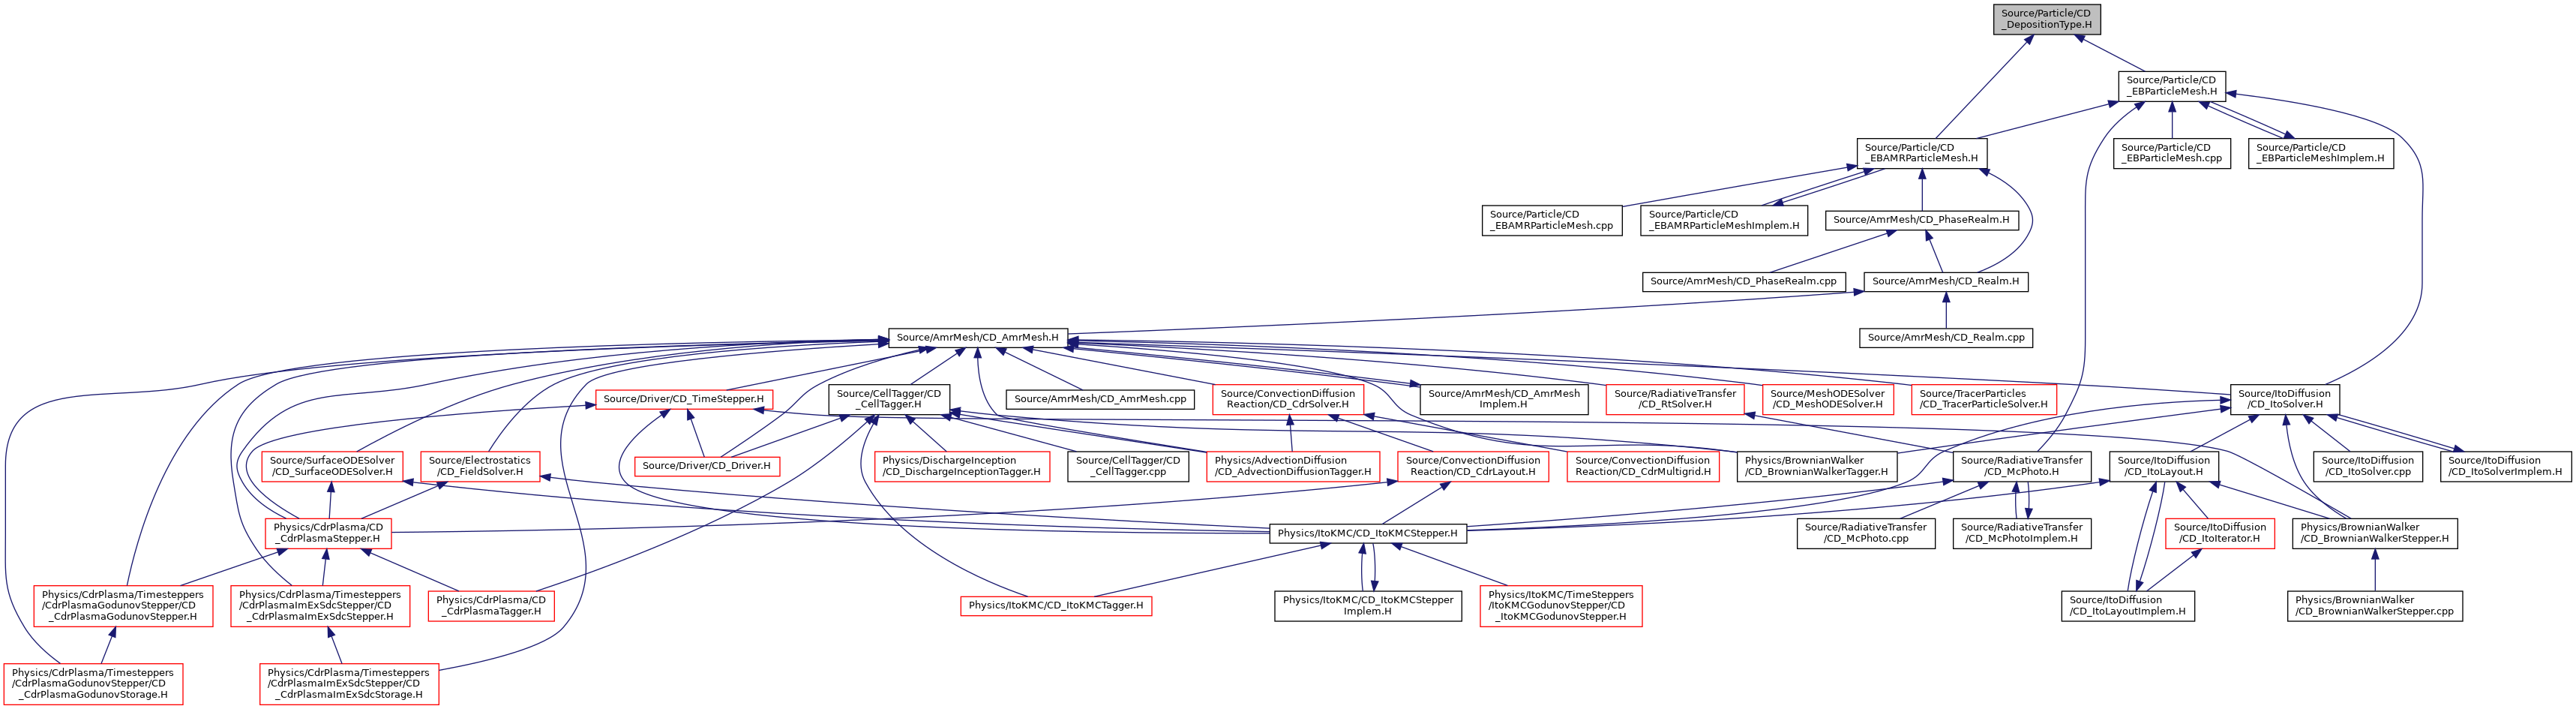 Source/Particle/CD
_DepositionType.H
Source/Particle/CD
_EBParticleMesh.H
Source/Particle/CD
_EBAMRParticleMesh.H
Source/Particle/CD
_EBParticleMesh.cpp
Source/Particle/CD
_EBParticleMeshImplem.H
Source/Particle/CD
_EBAMRParticleMesh.cpp
Source/Particle/CD
_EBAMRParticleMeshImplem.H
Source/AmrMesh/CD_PhaseRealm.H
Source/AmrMesh/CD_PhaseRealm.cpp
Source/AmrMesh/CD_Realm.H
Source/AmrMesh/CD_AmrMesh.H
Source/AmrMesh/CD_Realm.cpp
Source/Driver/CD_TimeStepper.H
Source/CellTagger/CD
_CellTagger.H
Source/AmrMesh/CD_AmrMesh.cpp
Source/ConvectionDiffusion
Reaction/CD_CdrSolver.H
Source/AmrMesh/CD_AmrMesh
Implem.H
Source/RadiativeTransfer
/CD_RtSolver.H
Source/MeshODESolver
/CD_MeshODESolver.H
Source/TracerParticles
/CD_TracerParticleSolver.H
Source/ItoDiffusion
/CD_ItoSolver.H
Source/SurfaceODESolver
/CD_SurfaceODESolver.H
Source/Electrostatics
/CD_FieldSolver.H
Source/Driver/CD_Driver.H
Physics/DischargeInception
/CD_DischargeInceptionTagger.H
Source/CellTagger/CD
_CellTagger.cpp
Physics/AdvectionDiffusion
/CD_AdvectionDiffusionTagger.H
Source/ConvectionDiffusion
Reaction/CD_CdrLayout.H
Source/ConvectionDiffusion
Reaction/CD_CdrMultigrid.H
Physics/BrownianWalker
/CD_BrownianWalkerTagger.H
Source/RadiativeTransfer
/CD_McPhoto.H
Source/ItoDiffusion
/CD_ItoLayout.H
Source/ItoDiffusion
/CD_ItoSolver.cpp
Source/ItoDiffusion
/CD_ItoSolverImplem.H
Physics/CdrPlasma/CD
_CdrPlasmaStepper.H
Physics/ItoKMC/CD_ItoKMCStepper.H
Source/RadiativeTransfer
/CD_McPhoto.cpp
Source/RadiativeTransfer
/CD_McPhotoImplem.H
Source/ItoDiffusion
/CD_ItoIterator.H
Physics/BrownianWalker
/CD_BrownianWalkerStepper.H
Physics/CdrPlasma/Timesteppers
/CdrPlasmaGodunovStepper/CD
_CdrPlasmaGodunovStepper.H
Physics/CdrPlasma/Timesteppers
/CdrPlasmaImExSdcStepper/CD
_CdrPlasmaImExSdcStepper.H
Physics/CdrPlasma/CD
_CdrPlasmaTagger.H
Physics/ItoKMC/CD_ItoKMCTagger.H
Physics/ItoKMC/CD_ItoKMCStepper
Implem.H
Physics/ItoKMC/TimeSteppers
/ItoKMCGodunovStepper/CD
_ItoKMCGodunovStepper.H
Source/ItoDiffusion
/CD_ItoLayoutImplem.H
Physics/BrownianWalker
/CD_BrownianWalkerStepper.cpp
Physics/CdrPlasma/Timesteppers
/CdrPlasmaGodunovStepper/CD
_CdrPlasmaGodunovStorage.H
Physics/CdrPlasma/Timesteppers
/CdrPlasmaImExSdcStepper/CD
_CdrPlasmaImExSdcStorage.H